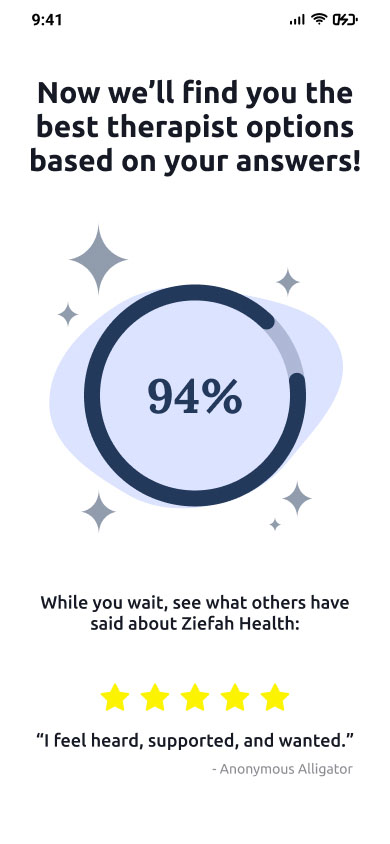 9:41
Now we’ll find you the
best therapist options
based on your answers!
94%
While you wait, see what others have
said about Ziefah Health:
“I feel heard, supported, and wanted.”
- Anonymous Alligator